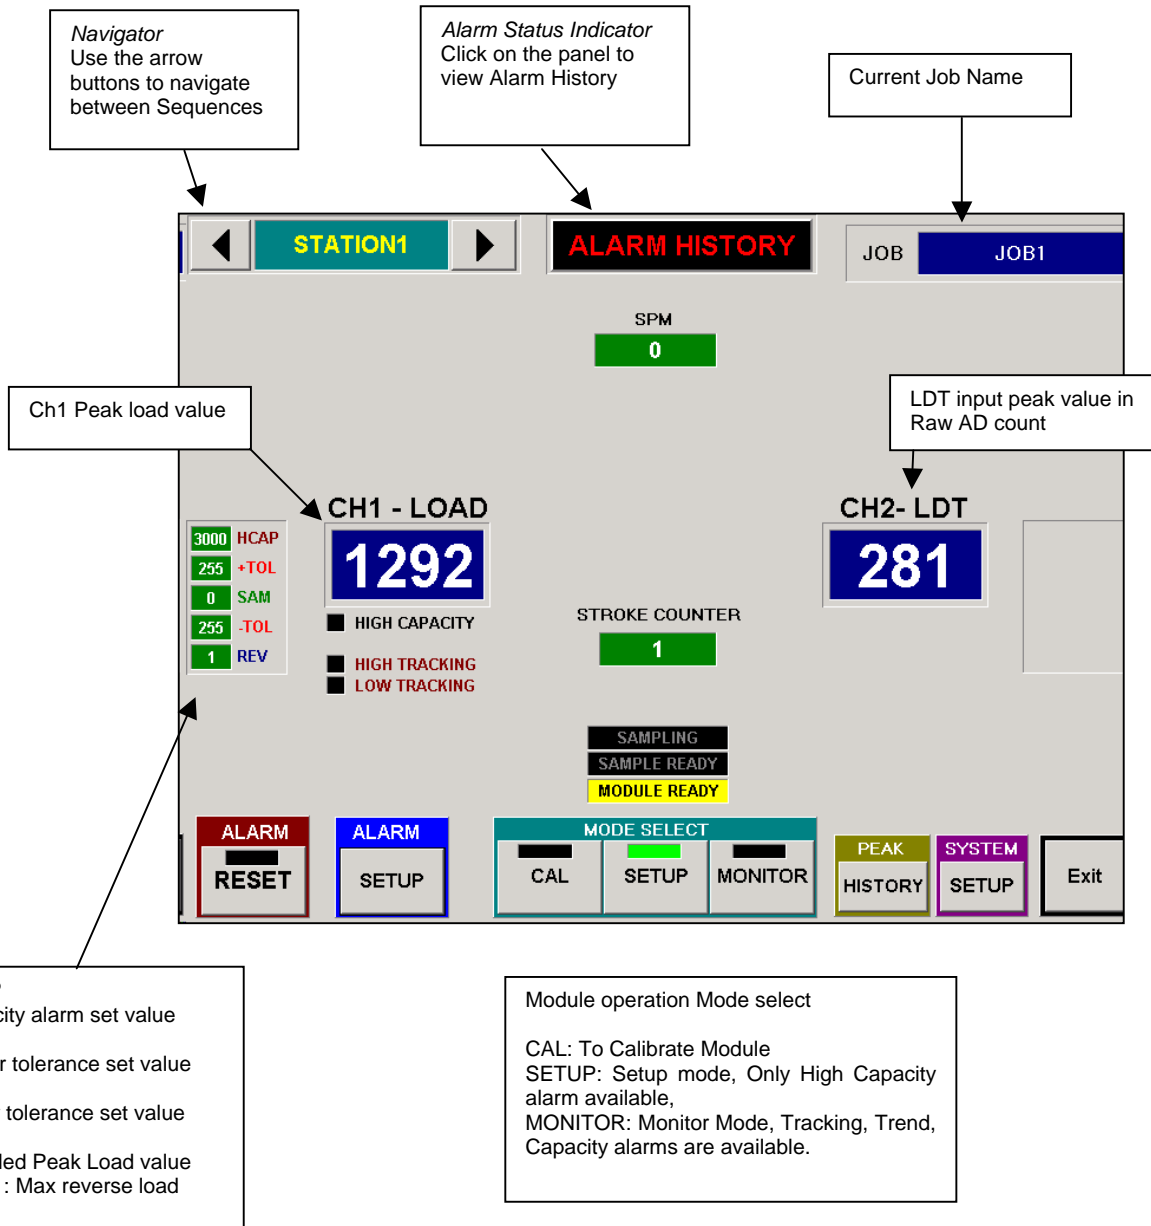 Navigator
Use the arrow
buttons to navigate
between Sequences
Alarm Status Indicator
Click on the panel to
view Alarm History
Current Job Name
STATION1
ALARM HISTORY
JOB
JOB1
SPM
0
Ch1 Peak load value
LDT input peak value in
Raw AD count
CH1 - LOAD
CH2- LDT
3000 HCAP
255 +TOL
0 SAM
255 -TOL
1 REV
1292
281
HIGH CAPACITY
HIGH TRACKING
LOW TRACKING
STROKE COUNTER
1
SAMPLING
SAMPLE READY
MODULE READY
ALARM
RESET
ALARM
SETUP
MODE SELECT
CAL
SETUP
MONITOR
PEAK
HISTORY
SYSTEM
SETUP
Exit
alarm set value
tolerance set value
tolerance set value
Peak Load value
: Max reverse load
Module operation Mode select
CAL: To Calibrate Module
SETUP: Setup mode, Only High Capacity
alarm available,
MONITOR: Monitor Mode, Tracking, Trend,
Capacity alarms are available.